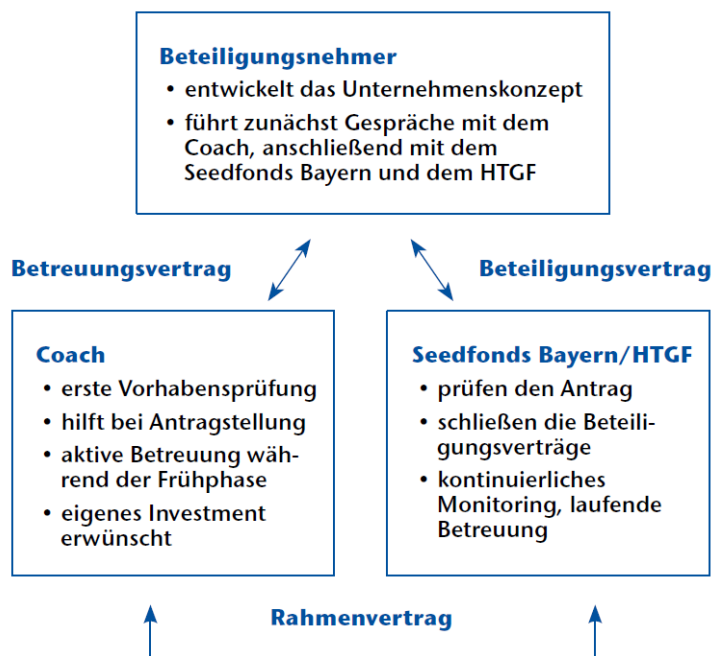 Beteiligungsnehmer
• entwickelt das Unternehmenskonzept
• führt zunächst Gespräche mit dem
Coach, anschließend mit dem
Seedfonds Bayern und dem HTGF
Betreuungsvertrag
Beteiligungsvertrag
Coach
• erste Vorhabensprüfung
• hilft bei Antragstellung
• aktive Betreuung wäh-
rend der Frühphase
• eigenes Investment
erwünscht
Seedfonds Bayern/HTGF
• prüfen den Antrag
• schließen die Beteili-
gungsverträge
• kontinuierliches
Monitoring, laufende
Betreuung
Rahmenvertrag